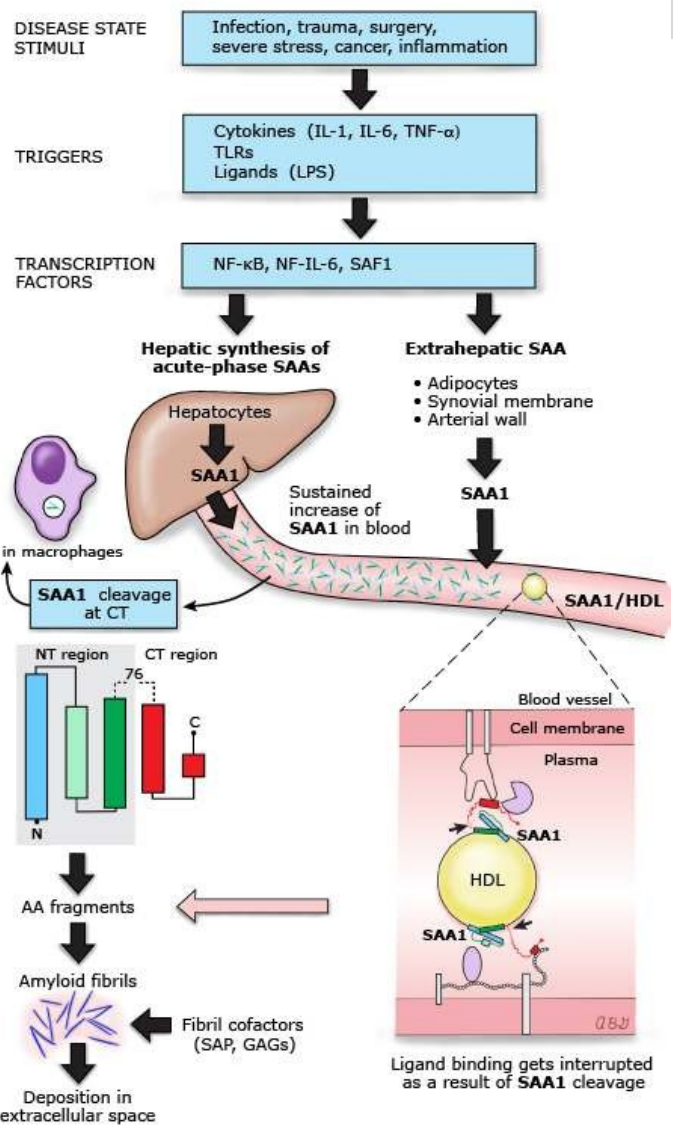 DISEASE STATE
STIMULI
Infection, trauma, surgery,
severe stress, cancer, inflammation
TRIGGERS
Cytokines (IL-1, IL-6, TNF-α)
TLRs
Ligands (LPS)
TRANSCRIPTION
FACTORS
NF-κB, NF-IL-6, SAF1
Hepatic synthesis of
acute-phase SAAs
Extrahepatic SAA
• Adipocytes
• Synovial membrane
• Arterial wall
Hepatocytes
SAA1
Sustained
increase of
SAA1 in blood
SAA1
in macrophages
SAA1 cleavage
at CT
SAA1/HDL
NT region
CT region
76
C
N
Blood vessel
Cell membrane
Plasma
SAA1
HDL
SAA1
AA fragments
Amyloid fibrils
Fibril cofactors
(SAP, GAGs)
Deposition in
extracellular space
Ligand binding gets interrupted
as a result of SAA1 cleavage